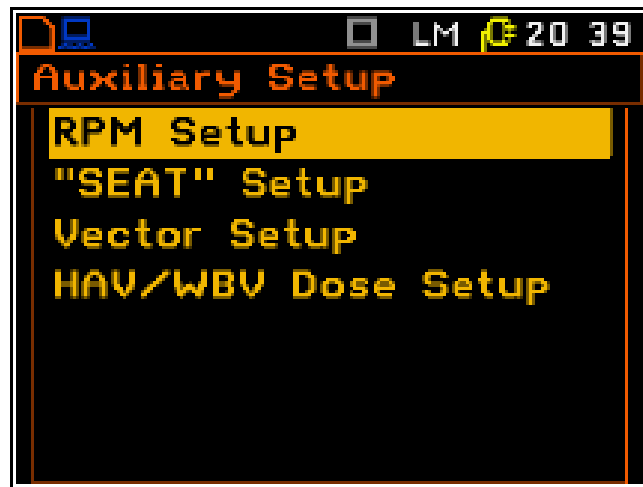 LM 20 39
Auxiliary Setup
RPM Setup
"SEAT" Setup
Vector Setup
HAV/WBV Dose Setup